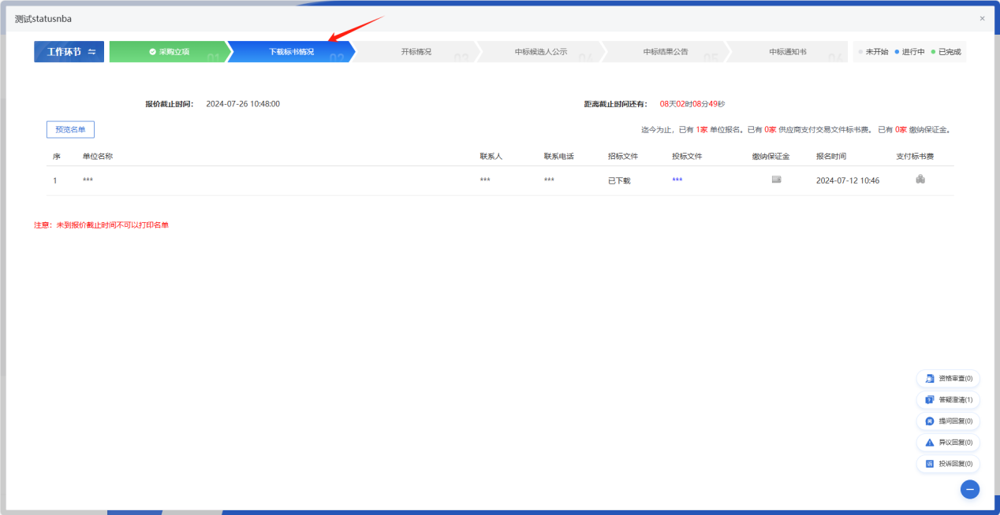 测试statusnba ×
工作环节 采购立项 01 下载标书情况 02 开标情况 03 中标候选人公示 04 中标结果公告 05 中标通知书 06 未开始 进行中 已完成
报价截止时间： 2024-07-26 10:48:00 距离截止时间还有： 08天02时08分49秒
预览名单 迄今为止，已有 1家 单位报名。已有 0家 供应商支付交易文件标书费。 已有 0家 缴纳保证金。
序 单位名称 联系人 联系电话 招标文件 投标文件 缴纳保证金 报名时间 支付标书费
1 *** *** *** 已下载 *** 2024-07-12 10:46
注意：未到报价截止时间不可以打印名单
资格审查(0)
答疑澄清(1)
提问回复(0)
异议回复(0)
投诉回复(0)